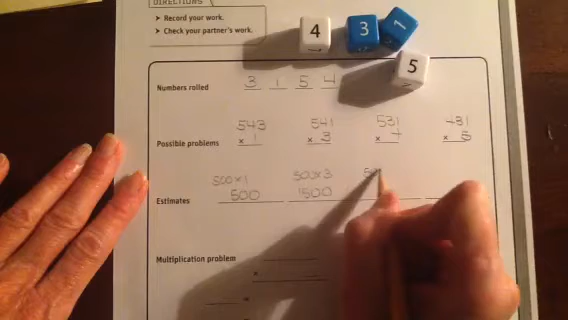 DIRECTIONS
➤ Record your work.
➤ Check your partner's work.
4 3 1
5
Numbers rolled 3 1 5 4
543 541 531 431
Possible problems × 1 × 3 × 4 × 5
500 × 1 500 × 3
Estimates 500 1500
Multiplication problem
×
=